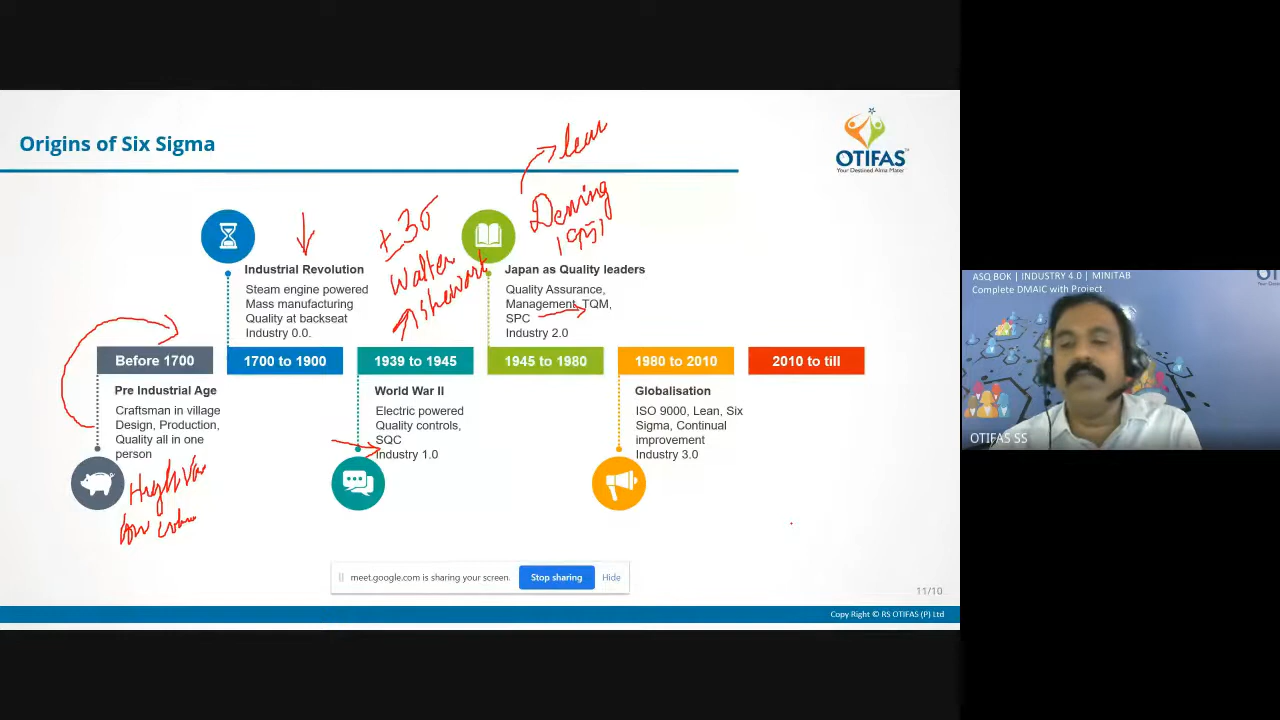 Origins of Six Sigma
OTIFAS
Your Destined Alma Mater
lean
Deming
1951
±3σ
Walter
Shewart
Industrial Revolution
Steam engine powered
Mass manufacturing
Quality at backseat
Industry 0.0.
Japan as Quality leaders
Quality Assurance,
Management, TQM,
SPC
Industry 2.0
Before 1700
1700 to 1900
1939 to 1945
1945 to 1980
1980 to 2010
2010 to till
Pre Industrial Age
Craftsman in village
Design, Production,
Quality all in one
person
High Va
World War II
Electric powered
Quality controls,
SQC
Industry 1.0
Globalisation
ISO 9000, Lean, Six
Sigma, Continual
improvement
Industry 3.0
meet.google.com is sharing your screen.
Stop sharing
Hide
11/10
Copy Right © RS OTIFAS (P) Ltd
ASQ BOK | INDUSTRY 4.0 | MINITAB
Complete DMAIC with Project
OTIFAS SS